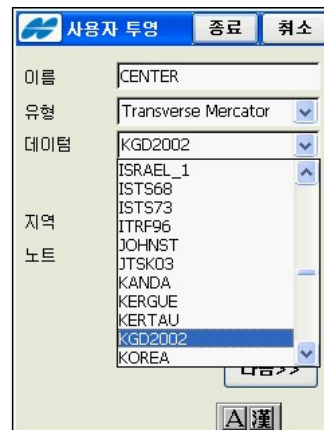 사용자 투영 종료 취소
이름 CENTER
유형 Transverse Mercator
데이텀 KGD2002
ISRAEL_1
ISTS68
ISTS73
지역 ITRF96
JOHNST
노트 JTSK03
KANDA
KERGUE
KERTAU
KGD2002
KOREA
다음>>
A 漢